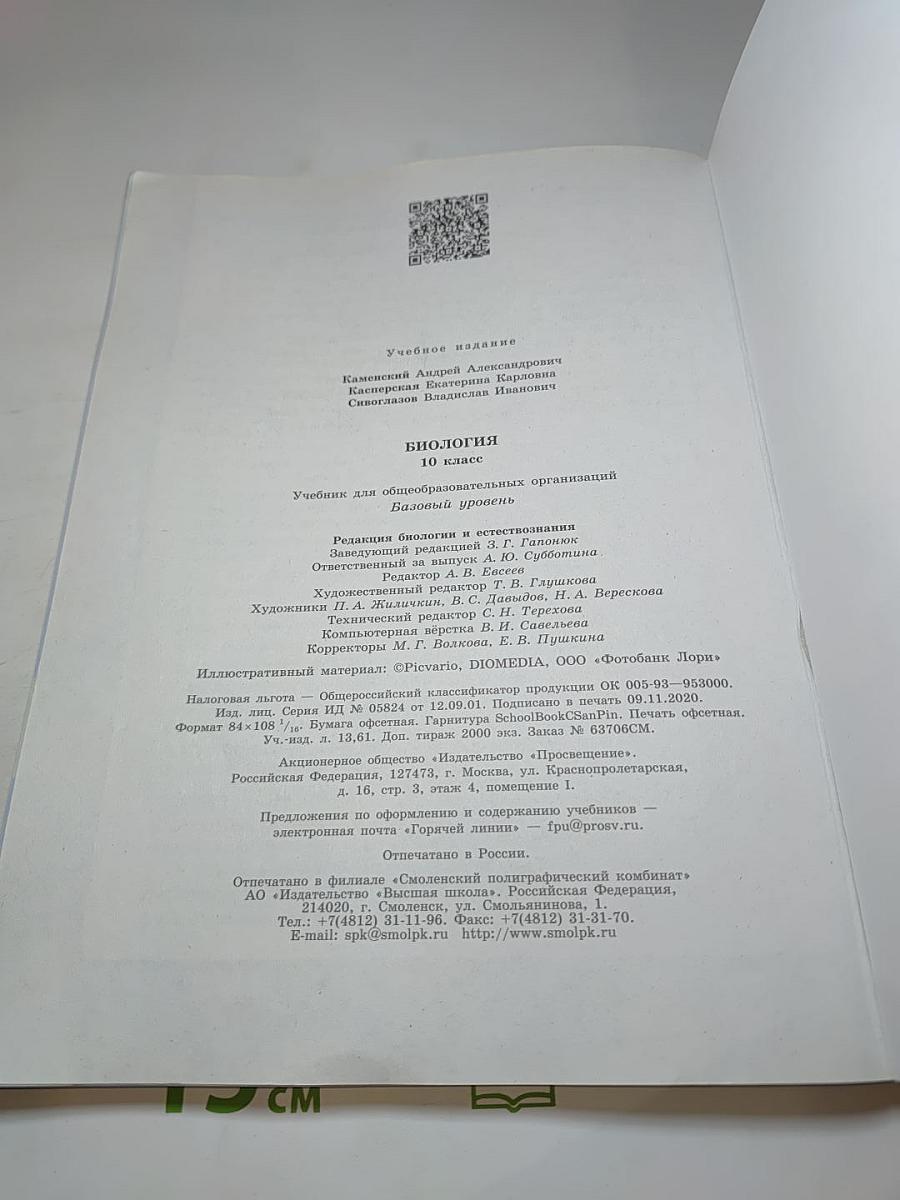 Учебное издание
Каменский Андрей Александрович
Касперская Екатерина Карловна
Сивоглазов Владислав Иванович
БИОЛОГИЯ
10 класс
Учебник для общеобразовательных организаций
Базовый уровень
Редакция биологии и естествознания
Заведующий редакцией З. Г. Гапонюк
Ответственный за выпуск А. Ю. Субботина
Редактор А. В. Евсеев
Художественный редактор Т. В. Глушкова
Художники П. А. Жиличкин, В. С. Давыдов, Н. А. Верескова
Технический редактор С. Н. Терехова
Компьютерная вёрстка В. И. Савельева
Корректоры М. Г. Волкова, Е. В. Пушкина
Иллюстративный материал: ©Picvario, DIOMEDIA, ООО «Фотобанк Лори»
Налоговая льгота — Общероссийский классификатор продукции ОК 005-93—953000.
Изд. лиц. Серия ИД № 05824 от 12.09.01. Подписано в печать 09.11.2020.
Формат 84×108 1/16. Бумага офсетная. Гарнитура SchoolBookCSanPin. Печать офсетная.
Уч.-изд. л. 13,61. Доп. тираж 2000 экз. Заказ № 63706СМ.
Акционерное общество «Издательство «Просвещение».
Российская Федерация, 127473, г. Москва, ул. Краснопролетарская,
д. 16, стр. 3, этаж 4, помещение I.
Предложения по оформлению и содержанию учебников —
электронная почта «Горячей линии» — fpu@prosv.ru.
Отпечатано в России.
Отпечатано в филиале «Смоленский полиграфический комбинат»
АО «Издательство «Высшая школа». Российская Федерация,
214020, г. Смоленск, ул. Смольянинова, 1.
Тел.: +7(4812) 31-11-96. Факс: +7(4812) 31-31-70.
E-mail: spk@smolpk.ru http://www.smolpk.ru
см